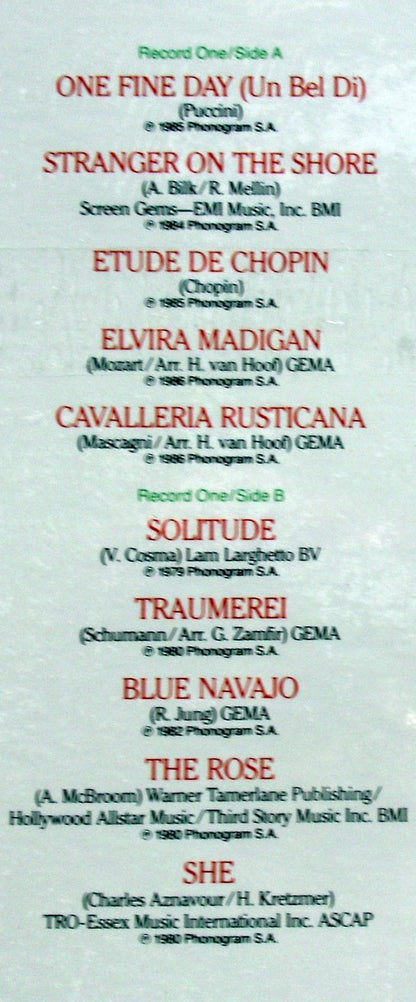 Record One/Side A
ONE FINE DAY (Un Bel Di)
(Puccini)
℗ 1985 Phonogram S.A.
STRANGER ON THE SHORE
(A. Bilk/R. Mellin)
Screen Gems—EMI Music, Inc. BMI
℗ 1984 Phonogram S.A.
ETUDE DE CHOPIN
(Chopin)
℗ 1985 Phonogram S.A.
ELVIRA MADIGAN
(Mozart/Arr. H. van Hoof) GEMA
℗ 1986 Phonogram S.A.
CAVALLERIA RUSTICANA
(Mascagni/Arr. H. van Hoof) GEMA
℗ 1986 Phonogram S.A.
Record One/Side B
SOLITUDE
(V. Cosma) Lam Larghetto BV
℗ 1979 Phonogram S.A.
TRAUMEREI
(Schumann/Arr. G. Zamfir) GEMA
℗ 1980 Phonogram S.A.
BLUE NAVAJO
(R. Jung) GEMA
℗ 1982 Phonogram S.A.
THE ROSE
(A. McBroom) Warner Tamerlane Publishing/
Hollywood Allstar Music/Third Story Music Inc. BMI
℗ 1980 Phonogram S.A.
SHE
(Charles Aznavour/H. Kretzmer)
TRO-Essex Music International Inc. ASCAP
℗ 1980 Phonogram S.A.